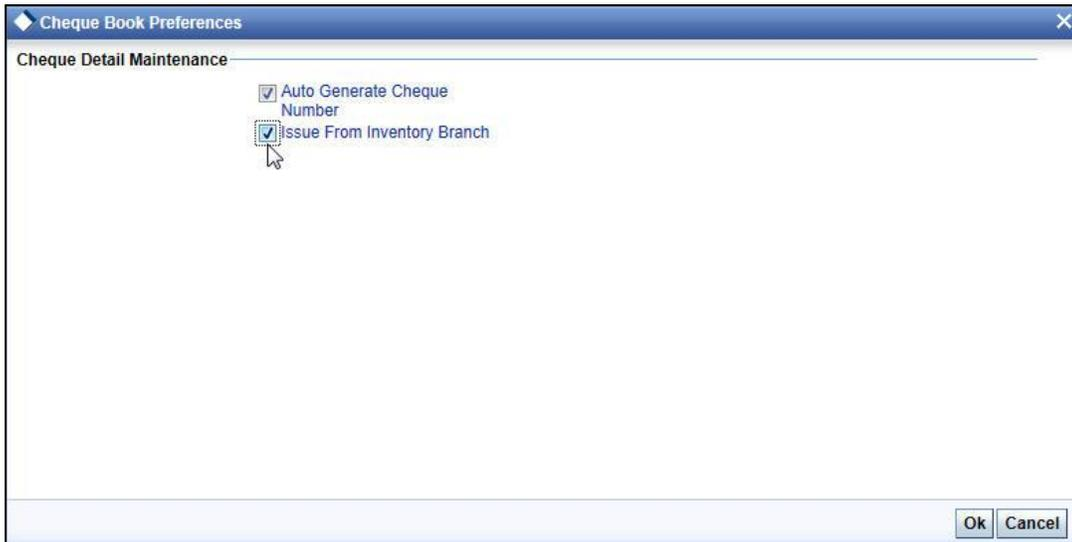 Cheque Book Preferences
Cheque Detail Maintenance
Auto Generate Cheque
Number
Issue From Inventory Branch
Ok Cancel